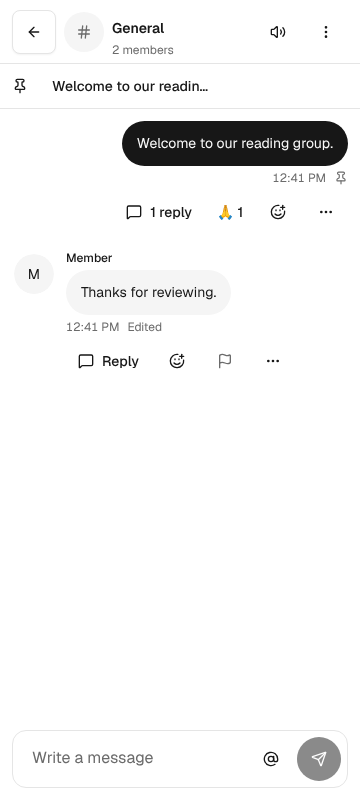 General
2 members
Welcome to our readin...
Welcome to our reading group.
12:41 PM
1 reply
🙏 1
Member
M
Thanks for reviewing.
12:41 PM Edited
Reply
Write a message